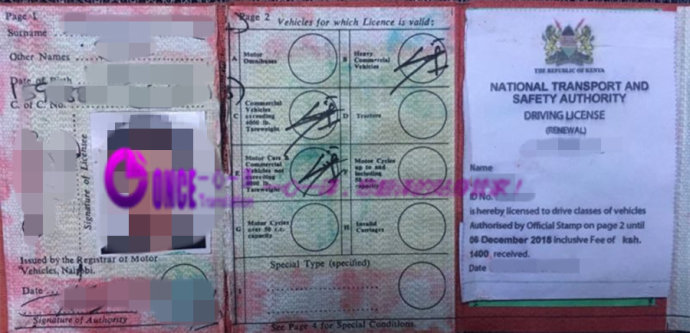 Page 1
Surname
Other Names
Date of Birth
C. of C. No.
Signature of Licensee
Issued by the Registrar of Motor
Vehicles, Nairobi.
Date
Signature of Authority
Page 2
Vehicles for which Licence is valid:
A
Motor
Omnibuses
B
Heavy
Commercial
Vehicles
C
Commercial
Vehicles
exceeding
4000 lb.
Tareweight
D
Tractors
E
Motor Cars &
Commercial
Vehicles not
exceeding
4000 lb.
Tareweight
Motor Cycles
up to and
including
50 c.c.
capacity
G
Motor Cycles
over 50 c.c.
capacity
H
Invalid
Carriages
Special Type (specified)
I
See Page 4 for Special Conditions.
THE REPUBLIC OF KENYA
NATIONAL TRANSPORT AND
SAFETY AUTHORITY
DRIVING LICENSE
(RENEWAL)
Name
ID No.
is hereby licensed to drive classes of vehicles
Authorised by Official Stamp on page 2 until
06 December 2018 inclusive Fee of ksh.
1400 received.
Date
ONCE